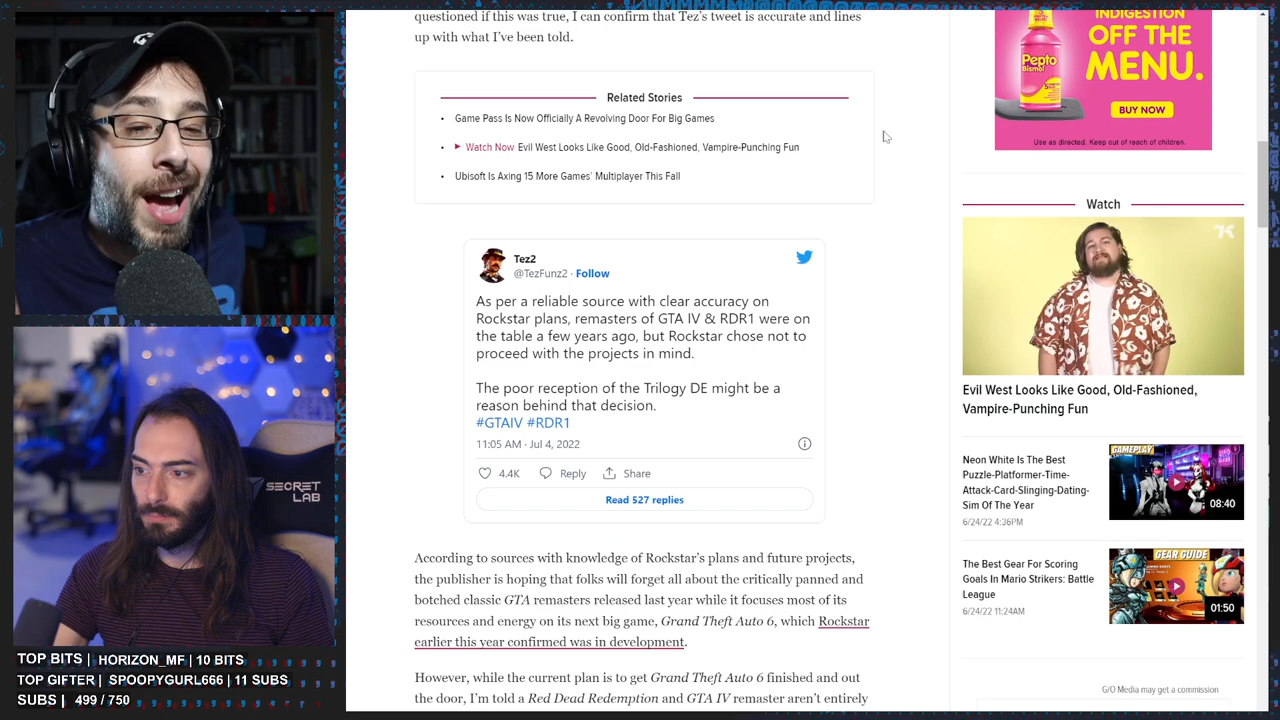 questioned if this was true, I can confirm that Tez's tweet is accurate and lines
up with what I've been told.
Related Stories
• Game Pass Is Now Officially A Revolving Door For Big Games
• Watch Now Evil West Looks Like Good, Old-Fashioned, Vampire-Punching Fun
• Ubisoft Is Axing 15 More Games' Multiplayer This Fall
Tez2
@TezFunz2 · Follow
As per a reliable source with clear accuracy on
Rockstar plans, remasters of GTA IV & RDR1 were on
the table a few years ago, but Rockstar chose not to
proceed with the projects in mind.
The poor reception of the Trilogy DE might be a
reason behind that decision.
#GTAIV #RDR1
11:05 AM · Jul 4, 2022
4.4K Reply Share
Read 527 replies
According to sources with knowledge of Rockstar's plans and future projects,
the publisher is hoping that folks will forget all about the critically panned and
botched classic GTA remasters released last year while it focuses most of its
resources and energy on its next big game, Grand Theft Auto 6, which Rockstar
earlier this year confirmed was in development.
However, while the current plan is to get Grand Theft Auto 6 finished and out
the door, I'm told a Red Dead Redemption and GTA IV remaster aren't entirely
INDIGESTION
OFF THE
MENU.
Pepto
Bismol
BUY NOW
Use as directed. Keep out of reach of children.
Watch
Evil West Looks Like Good, Old-Fashioned,
Vampire-Punching Fun
Neon White Is The Best
Puzzle-Platformer-Time-
Attack-Card-Slinging-Dating-
Sim Of The Year
6/24/22 4:36PM
GAMEPLAY
08:40
The Best Gear For Scoring
Goals In Mario Strikers: Battle
League
6/24/22 11:24AM
GEAR GUIDE
01:50
G/O Media may get a commission
SECRET
LAB
TOP BITS | HORIZON_MF | 10 BITS
TOP GIFTER | SPOOPYGURL666 | 11 SUBS
SUBS | 499 / 750